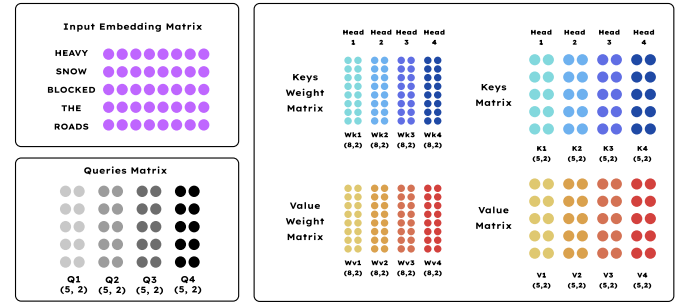 Input Embedding Matrix
HEAVY
SNOW
BLOCKED
THE
ROADS
Queries Matrix
Q1 Q2 Q3 Q4
(5, 2) (5, 2) (5, 2) (5, 2)
Head Head Head Head
1 2 3 4
Keys
Weight
Matrix
Wk1 Wk2 Wk3 Wk4
(8,2) (8,2) (8,2) (8,2)
Head Head Head Head
1 2 3 4
Keys
Matrix
K1 K2 K3 K4
(5,2) (5,2) (5,2) (5,2)
Value
Weight
Matrix
Wv1 Wv2 Wv3 Wv4
(8,2) (8,2) (8,2) (8,2)
Value
Matrix
V1 V2 V3 V4
(5,2) (5,2) (5,2) (5,2)